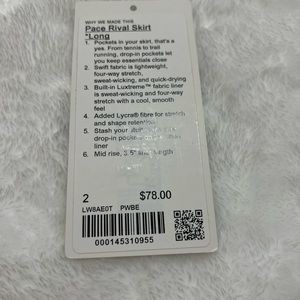 WHY WE MADE THIS
Pace Rival Skirt
*Long
1. Pockets in your skirt, that's a
yes. From tennis to trail
running, drop-in pockets let
you keep essentials close
2. Swift fabric is lightweight,
four-way stretch,
sweat-wicking, and quick-drying
3. Built-in Luxtreme™ fabric liner
is sweat-wicking and four-way
stretch with a cool, smooth
feel
4. Added Lycra® fibre for stretch
and shape retention
5. Stash your
drop-in pockets
liner
6. Mid rise, length
2 $78.00
LW8AE0T PWBE
000145310955